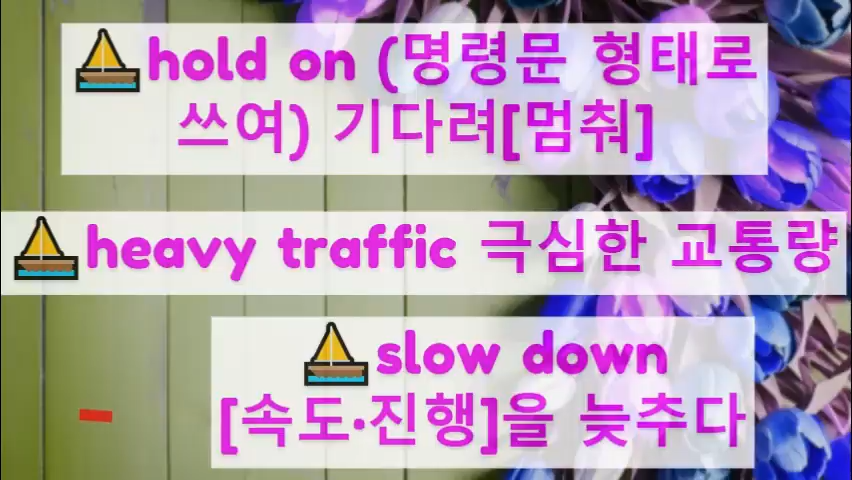 hold on (명령문 형태로
쓰여) 기다려[멈춰]
heavy traffic 극심한 교통량
slow down
[속도·진행]을 늦추다